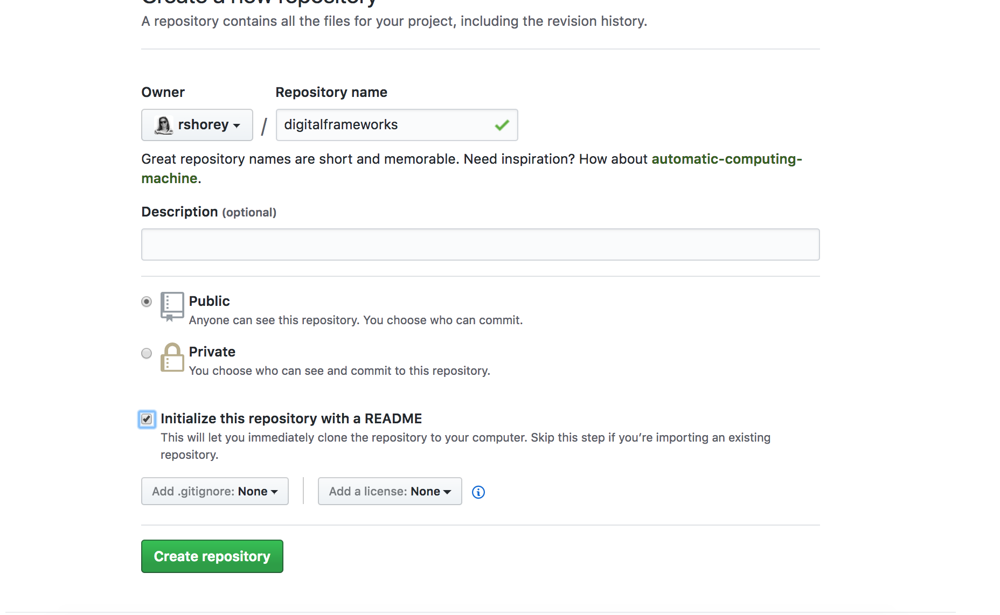 Create a new repository
A repository contains all the files for your project, including the revision history.
Owner
Repository name
rshorey
/
digitalframeworks
Great repository names are short and memorable. Need inspiration? How about automatic-computing-
machine.
Description (optional)
Public
Anyone can see this repository. You choose who can commit.
Private
You choose who can see and commit to this repository.
Initialize this repository with a README
This will let you immediately clone the repository to your computer. Skip this step if you’re importing an existing
repository.
Add .gitignore: None
Add a license: None
Create repository